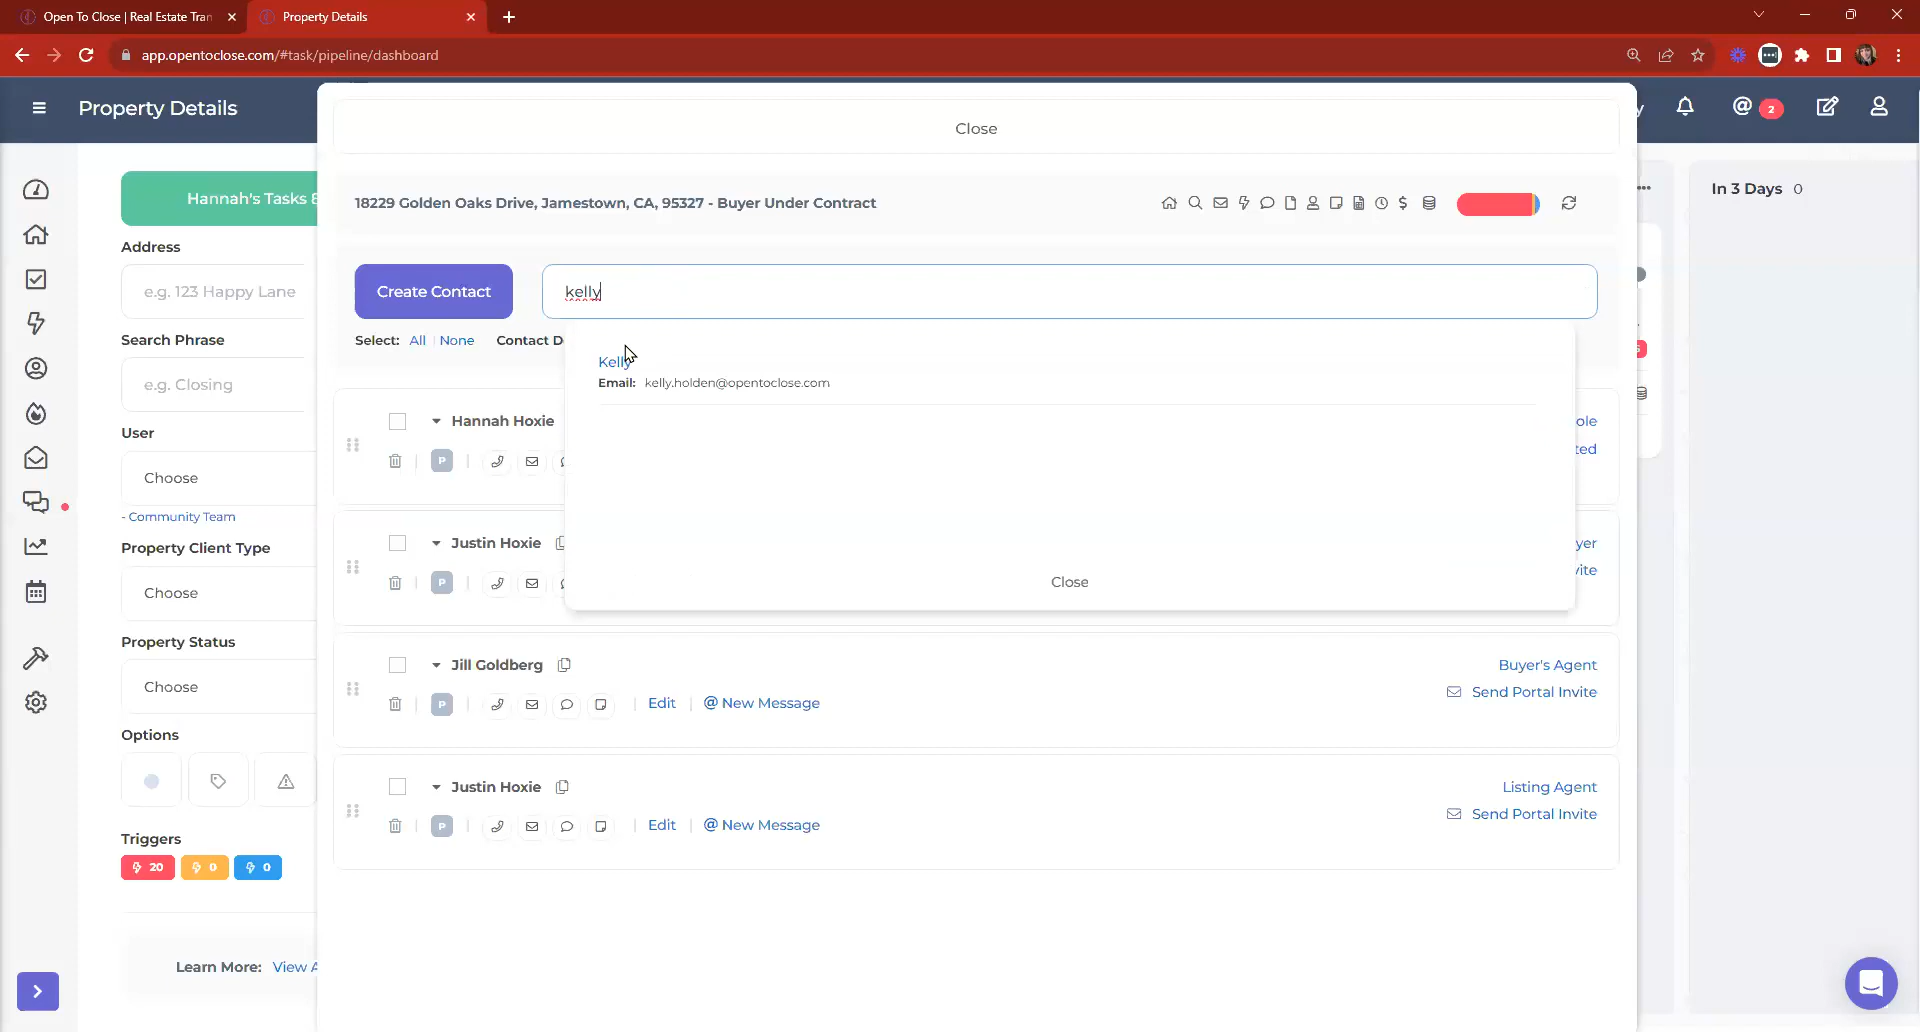 Open To Close | Real Estate Tran
Property Details
app.opentoclose.com/#task/pipeline/dashboard
Property Details
2
Close
Hannah's Tasks &
18229 Golden Oaks Drive, Jamestown, CA, 95327 - Buyer Under Contract
In 3 Days 0
Address
e.g. 123 Happy Lane
Create Contact
kelly
Search Phrase
Select: All None Contact D
Kelly
Email: kelly.holden@opentoclose.com
e.g. Closing
Hannah Hoxie
ole
User
ted
P
Choose
- Community Team
Justin Hoxie
yer
Property Client Type
vite
P
Close
Choose
Property Status
Jill Goldberg
Buyer's Agent
Choose
P
Edit
@ New Message
Send Portal Invite
Options
Justin Hoxie
Listing Agent
P
Edit
@ New Message
Send Portal Invite
Triggers
20
0
0
Learn More: View A